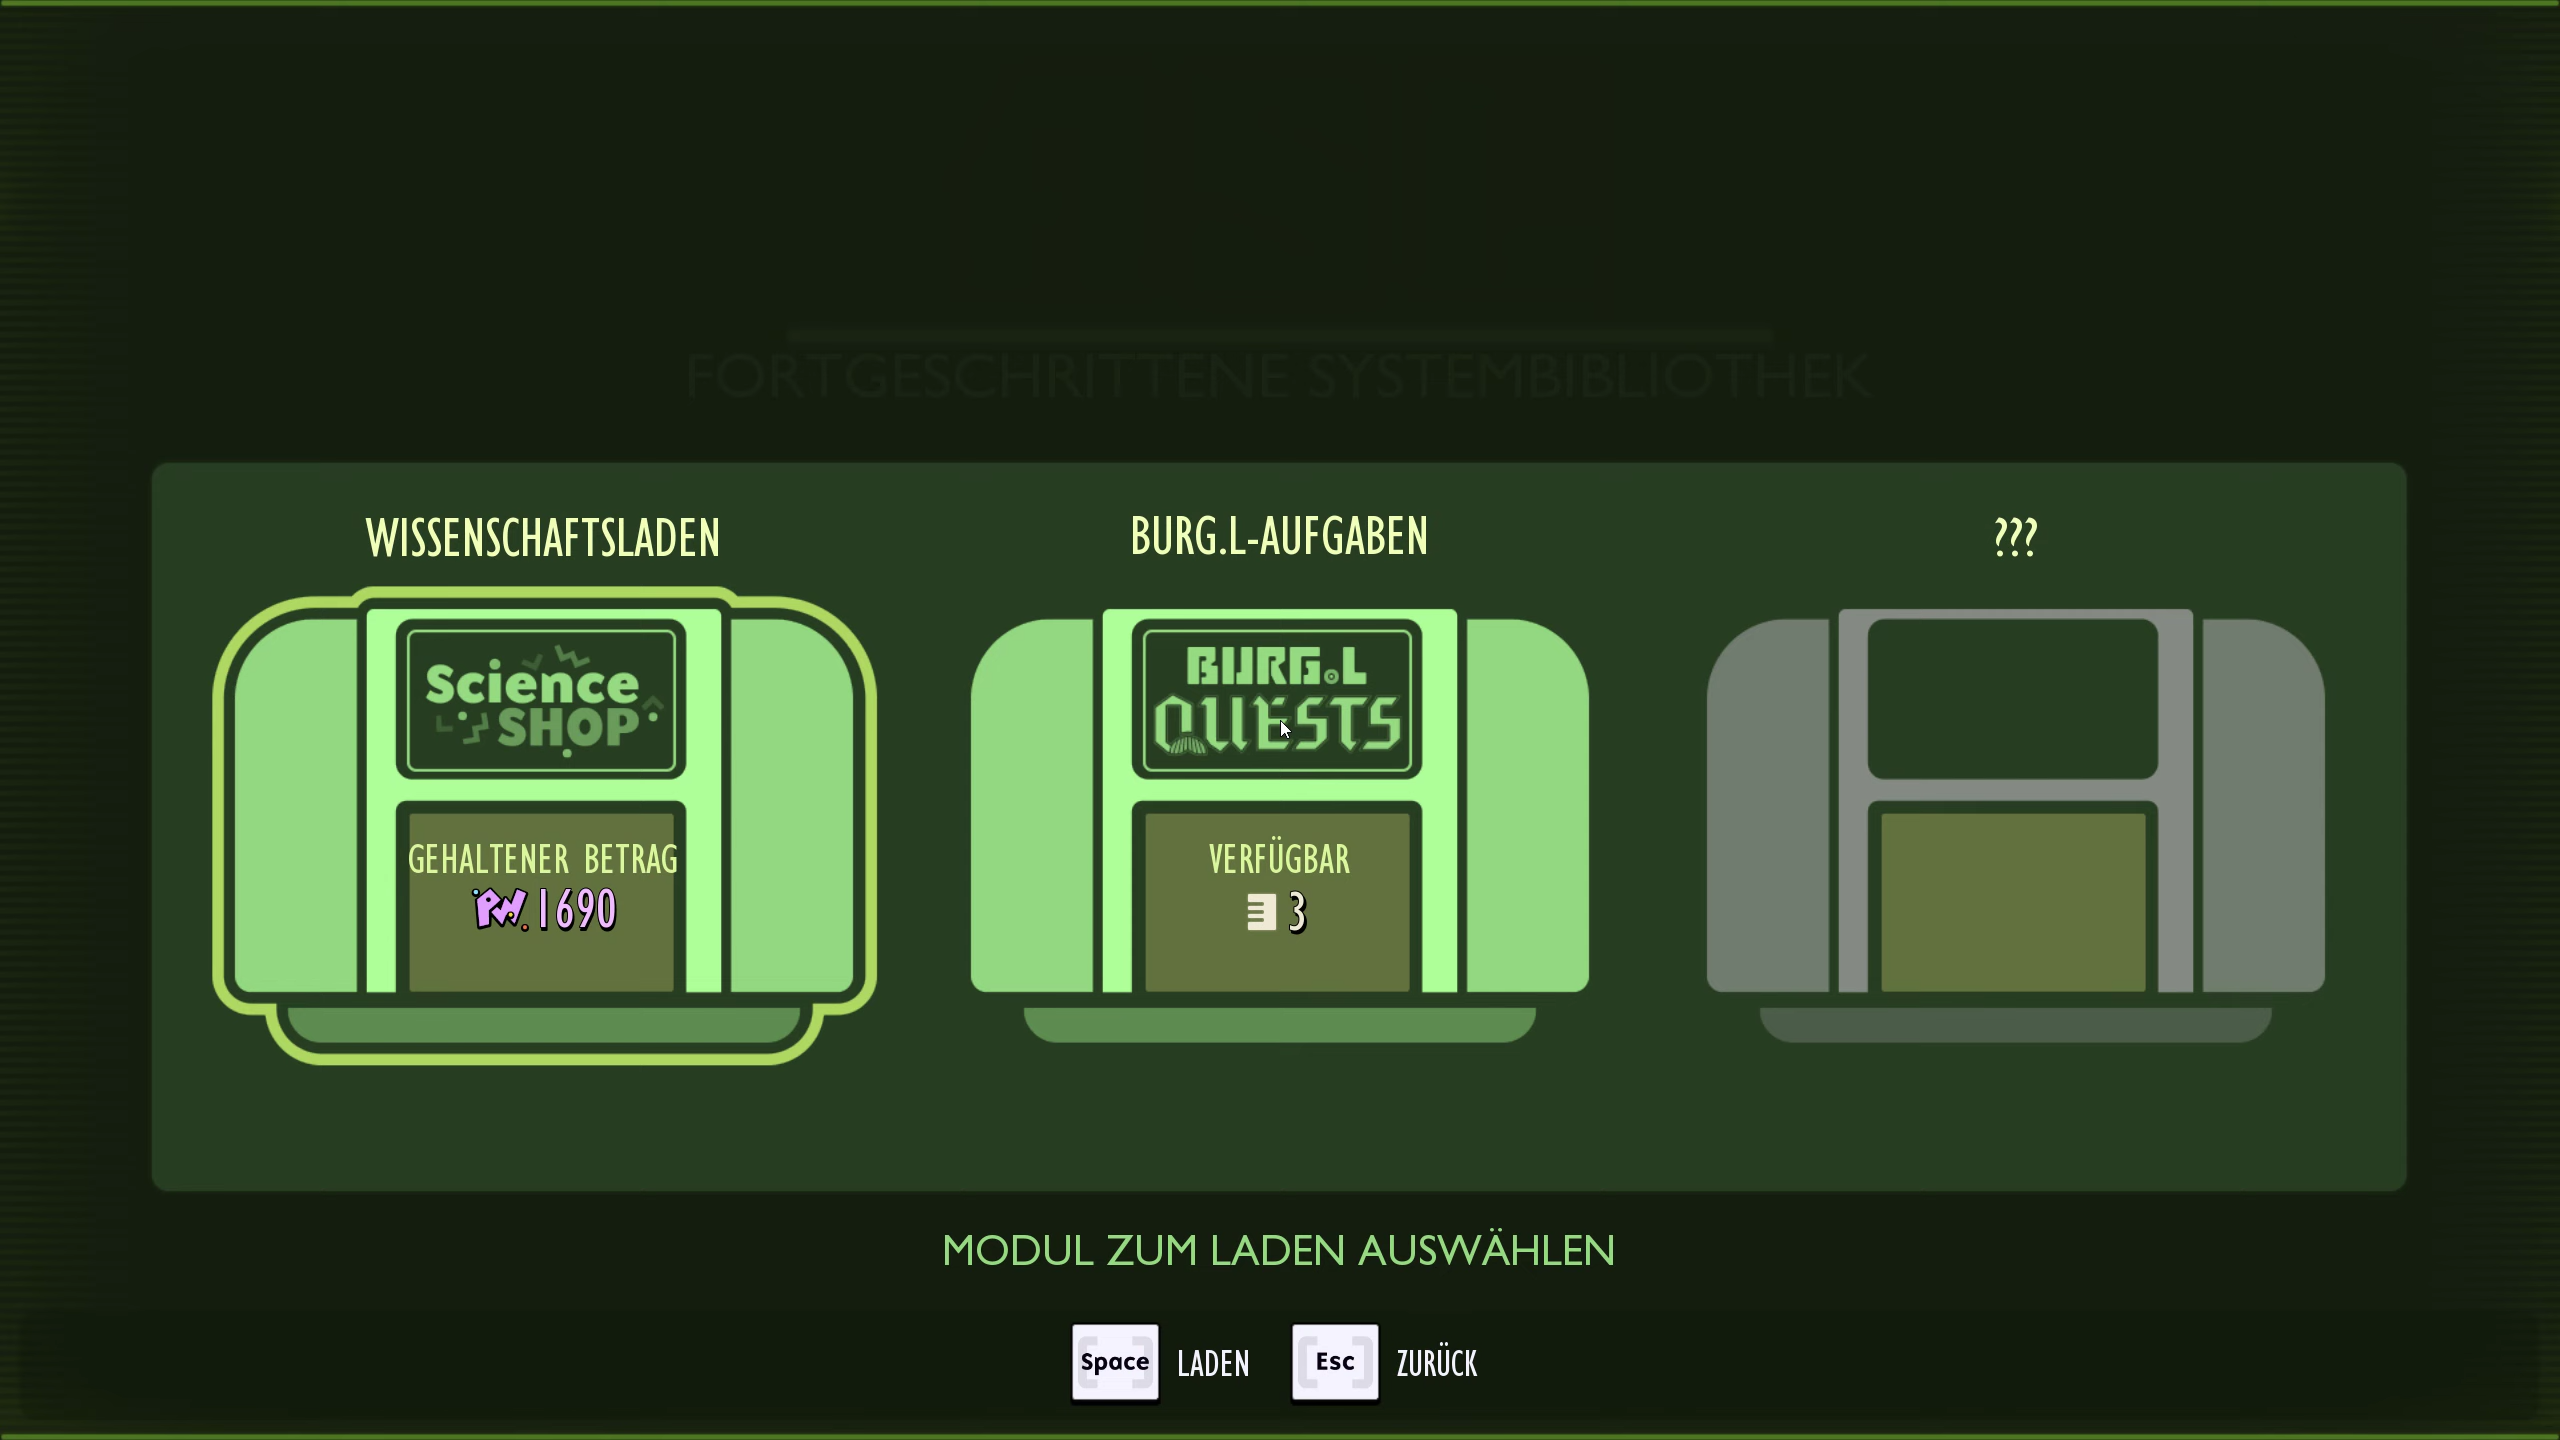 FORTGESCHRITTENE SYSTEMBIBLIOTHEK
WISSENSCHAFTSLADEN
BURG.L-AUFGABEN
???
Science
SHOP
BURG.L
QUESTS
GEHALTENER BETRAG
RW. 1690
VERFÜGBAR
3
MODUL ZUM LADEN AUSWÄHLEN
Space LADEN Esc ZURÜCK